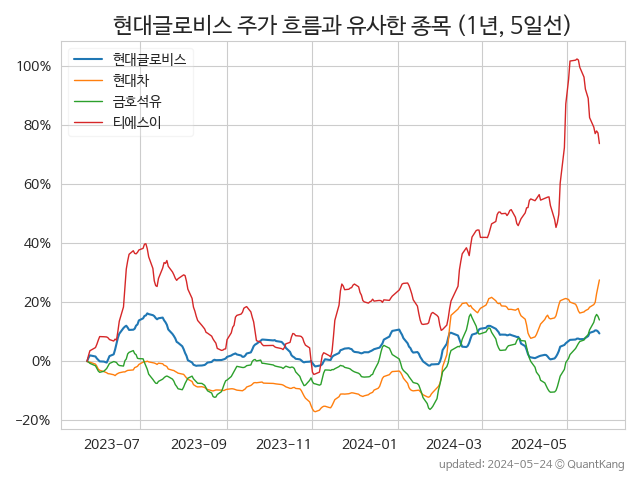 현대글로비스 주가 흐름과 유사한 종목 (1년, 5일선)
현대글로비스
현대차
금호석유
티에스이
100%
80%
60%
40%
20%
0%
−20%
2023-07
2023-09
2023-11
2024-01
2024-03
2024-05
updated: 2024-05-24 © QuantKang